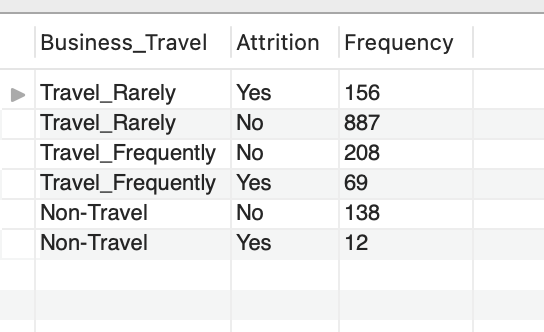 Business_Travel Attrition Frequency
Travel_Rarely Yes 156
Travel_Rarely No 887
Travel_Frequently No 208
Travel_Frequently Yes 69
Non-Travel No 138
Non-Travel Yes 12